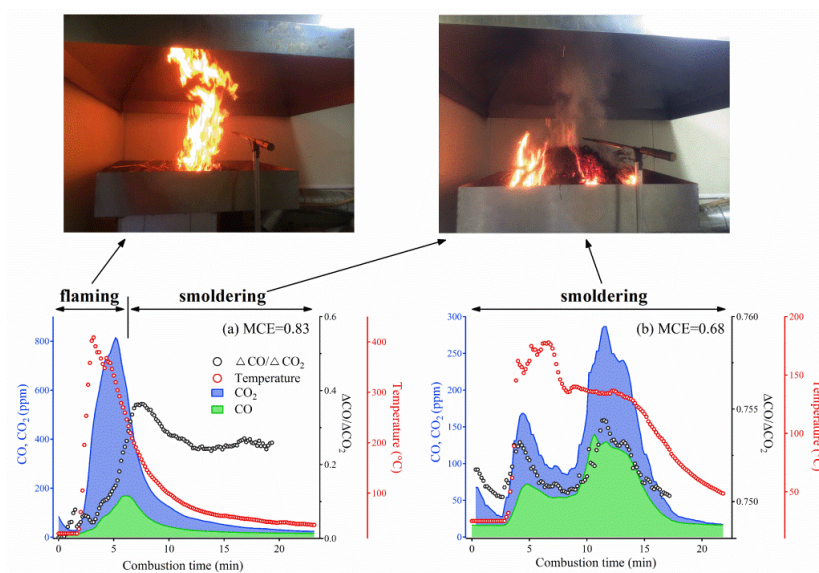 flaming
smoldering
smoldering
(a) MCE=0.83
△CO/△CO2
Temperature
CO2
CO
CO, CO2 (ppm)
800
600
400
200
0
0.6
0.4
0.2
0.0
ΔCO/ΔCO2
400
300
200
100
Temperature (°C)
0
5
10
15
20
Combustion time (min)
(b) MCE=0.68
CO, CO2 (ppm)
300
250
200
150
100
50
0
0.760
0.755
0.750
ΔCO/ΔCO2
200
150
100
50
Temperature (°C)
0
5
10
15
20
Combustion time (min)